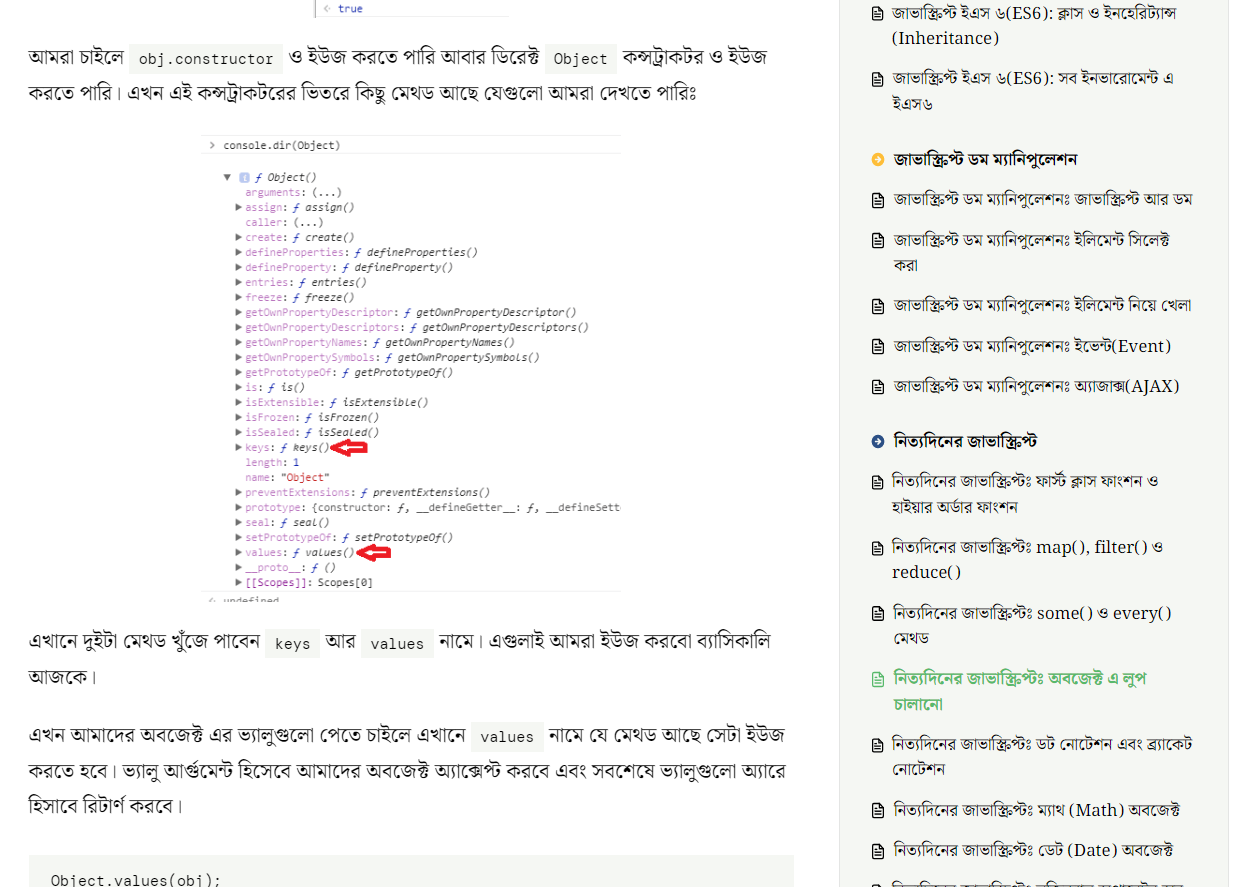 true
আমরা চাইলে obj.constructor ও ইউজ করতে পারি আবার ডিরেক্ট Object কন্সট্রাকটর ও ইউজ
করতে পারি। এখন এই কন্সট্রাকটরের ভিতরে কিছু মেথড আছে যেগুলো আমরা দেখতে পারিঃ
> console.dir(Object)
▼ ƒ Object()
arguments: (...)
▶ assign: ƒ assign()
caller: (...)
▶ create: ƒ create()
▶ defineProperties: ƒ defineProperties()
▶ defineProperty: ƒ defineProperty()
▶ entries: ƒ entries()
▶ freeze: ƒ freeze()
▶ getOwnPropertyDescriptor: ƒ getOwnPropertyDescriptor()
▶ getOwnPropertyDescriptors: ƒ getOwnPropertyDescriptors()
▶ getOwnPropertyNames: ƒ getOwnPropertyNames()
▶ getOwnPropertySymbols: ƒ getOwnPropertySymbols()
▶ getPrototypeOf: ƒ getPrototypeOf()
▶ is: ƒ is()
▶ isExtensible: ƒ isExtensible()
▶ isFrozen: ƒ isFrozen()
▶ isSealed: ƒ isSealed()
▶ keys: ƒ keys()
length: 1
name: "Object"
▶ preventExtensions: ƒ preventExtensions()
▶ prototype: {constructor: ƒ, __defineGetter__: ƒ, __defineSett
▶ seal: ƒ seal()
▶ setPrototypeOf: ƒ setPrototypeOf()
▶ values: ƒ values()
▶ __proto__: ƒ ()
▶ [[Scopes]]: Scopes[0]
undefined
এখানে দুইটা মেথড খুঁজে পাবেন keys আর values নামে। এগুলাই আমরা ইউজ করবো ব্যাসিকালি
আজকে।
এখন আমাদের অবজেক্ট এর ভ্যালুগুলো পেতে চাইলে এখানে values নামে যে মেথড আছে সেটা ইউজ
করতে হবে। ভ্যালু আর্গুমেন্ট হিসেবে আমাদের অবজেক্ট অ্যাক্সেপ্ট করবে এবং সবশেষে ভ্যালুগুলো অ্যারে
হিসাবে রিটার্ণ করবে।
Object.values(obj);
জাভাস্ক্রিপ্ট ইএস ৬(ES6): ক্লাস ও ইনহেরিট্যান্স
(Inheritance)
জাভাস্ক্রিপ্ট ইএস ৬(ES6): সব ইনভারোমেন্ট এ
ইএস৬
জাভাস্ক্রিপ্ট ডম ম্যানিপুলেশন
জাভাস্ক্রিপ্ট ডম ম্যানিপুলেশনঃ জাভাস্ক্রিপ্ট আর ডম
জাভাস্ক্রিপ্ট ডম ম্যানিপুলেশনঃ ইলিমেন্ট সিলেক্ট
করা
জাভাস্ক্রিপ্ট ডম ম্যানিপুলেশনঃ ইলিমেন্ট নিয়ে খেলা
জাভাস্ক্রিপ্ট ডম ম্যানিপুলেশনঃ ইভেন্ট(Event)
জাভাস্ক্রিপ্ট ডম ম্যানিপুলেশনঃ অ্যাজাক্স(AJAX)
নিত্যদিনের জাভাস্ক্রিপ্ট
নিত্যদিনের জাভাস্ক্রিপ্টঃ ফার্স্ট ক্লাস ফাংশন ও
হাইয়ার অর্ডার ফাংশন
নিত্যদিনের জাভাস্ক্রিপ্টঃ map(), filter() ও
reduce()
নিত্যদিনের জাভাস্ক্রিপ্টঃ some() ও every()
মেথড
নিত্যদিনের জাভাস্ক্রিপ্টঃ অবজেক্ট এ লুপ
চালানো
নিত্যদিনের জাভাস্ক্রিপ্টঃ ডট নোটেশন এবং ব্র্যাকেট
নোটেশন
নিত্যদিনের জাভাস্ক্রিপ্টঃ ম্যাথ (Math) অবজেক্ট
নিত্যদিনের জাভাস্ক্রিপ্টঃ ডেট (Date) অবজেক্ট